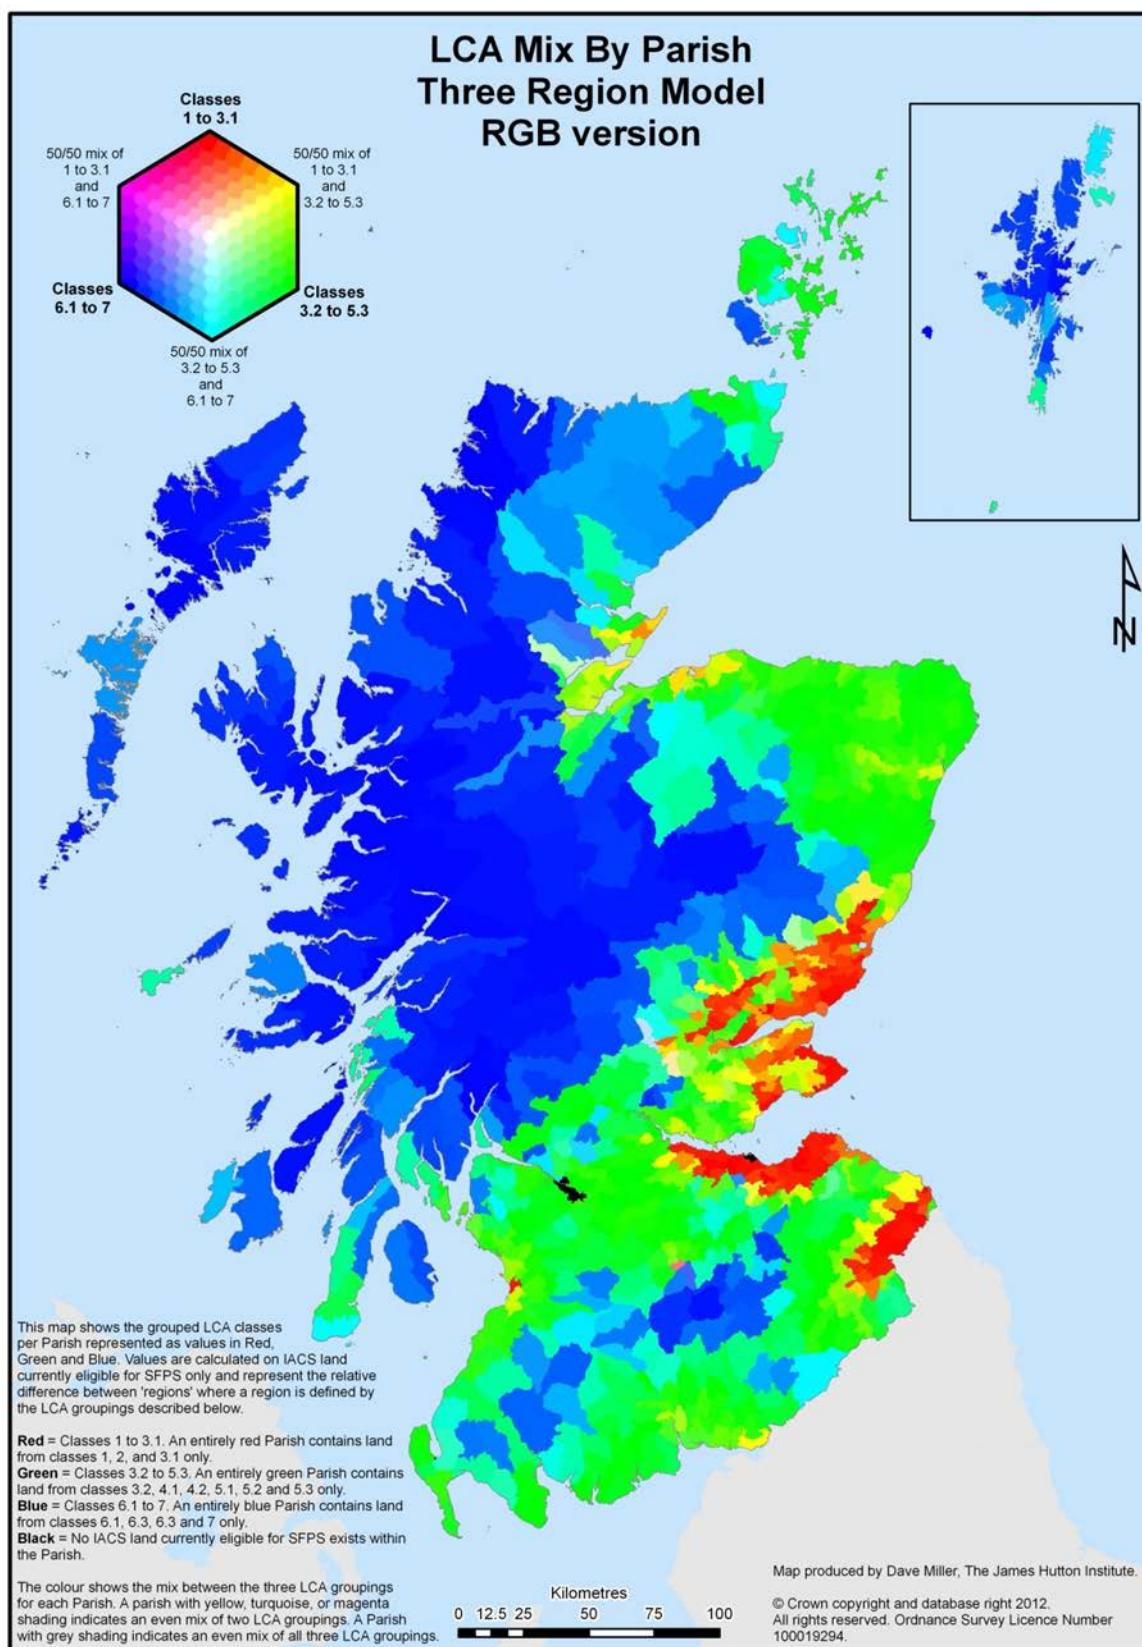 LCA Mix By Parish
Three Region Model
RGB version
Classes
1 to 3.1
50/50 mix of
1 to 3.1
and
6.1 to 7
50/50 mix of
1 to 3.1
and
3.2 to 5.3
Classes
6.1 to 7
Classes
3.2 to 5.3
50/50 mix of
3.2 to 5.3
and
6.1 to 7
N
This map shows the grouped LCA classes
per Parish represented as values in Red,
Green and Blue. Values are calculated on IACS land
currently eligible for SFPS only and represent the relative
difference between 'regions' where a region is defined by
the LCA groupings described below.
Red = Classes 1 to 3.1. An entirely red Parish contains land
from classes 1, 2, and 3.1 only.
Green = Classes 3.2 to 5.3. An entirely green Parish contains
land from classes 3.2, 4.1, 4.2, 5.1, 5.2 and 5.3 only.
Blue = Classes 6.1 to 7. An entirely blue Parish contains land
from classes 6.1, 6.3, 6.3 and 7 only.
Black = No IACS land currently eligible for SFPS exists within
the Parish.
The colour shows the mix between the three LCA groupings
for each Parish. A parish with yellow, turquoise, or magenta
shading indicates an even mix of two LCA groupings. A Parish
with grey shading indicates an even mix of all three LCA groupings.
Kilometres
0 12.5 25 50 75 100
Map produced by Dave Miller, The James Hutton Institute.
© Crown copyright and database right 2012.
All rights reserved. Ordnance Survey Licence Number
100019294.